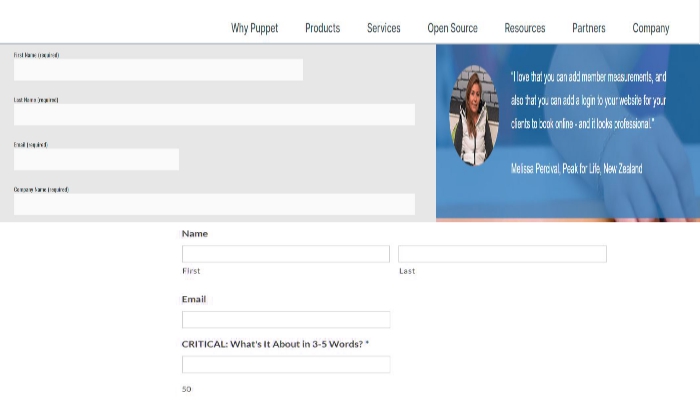 Why Puppet Products Services Open Source Resources Partners Company
First Name (required)
Last Name (required)
Email (required)
Company Name (required)
"I love that you can add member measurements, and
also that you can add a login to your website for your
clients to book online - and it looks professional."
Melissa Percival, Peak for Life, New Zealand
Name
First Last
Email
CRITICAL: What's It About in 3-5 Words? *
50